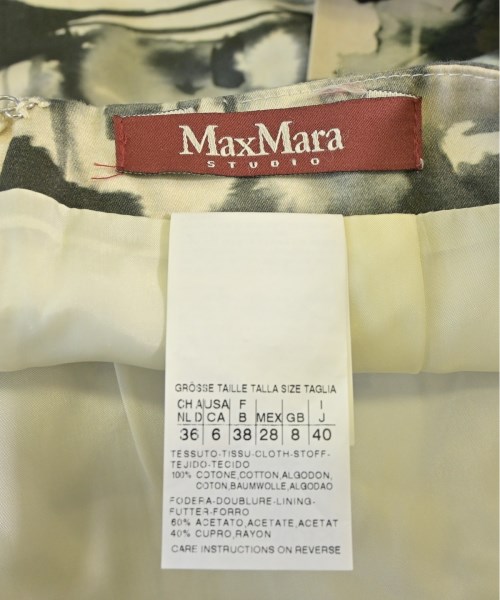 MaxMara
STUDIO
GRÖSSE TAILLE TALLA SIZE TAGLIA
CH A USA F I
NL D CA B MEX GB J
36 6 38 28 8 40
TESSUTO-TISSU-CLOTH-STOFF-
TEJIDO-TECIDO
100% COTONE,COTTON,ALGODON,
COTON,BAUMWOLLE,ALGODAO
FODERA-DOUBLURE-LINING-
FUTTER-FORRO
60% ACETATO,ACETATE,ACETAT
40% CUPRO,RAYON
CARE INSTRUCTIONS ON REVERSE